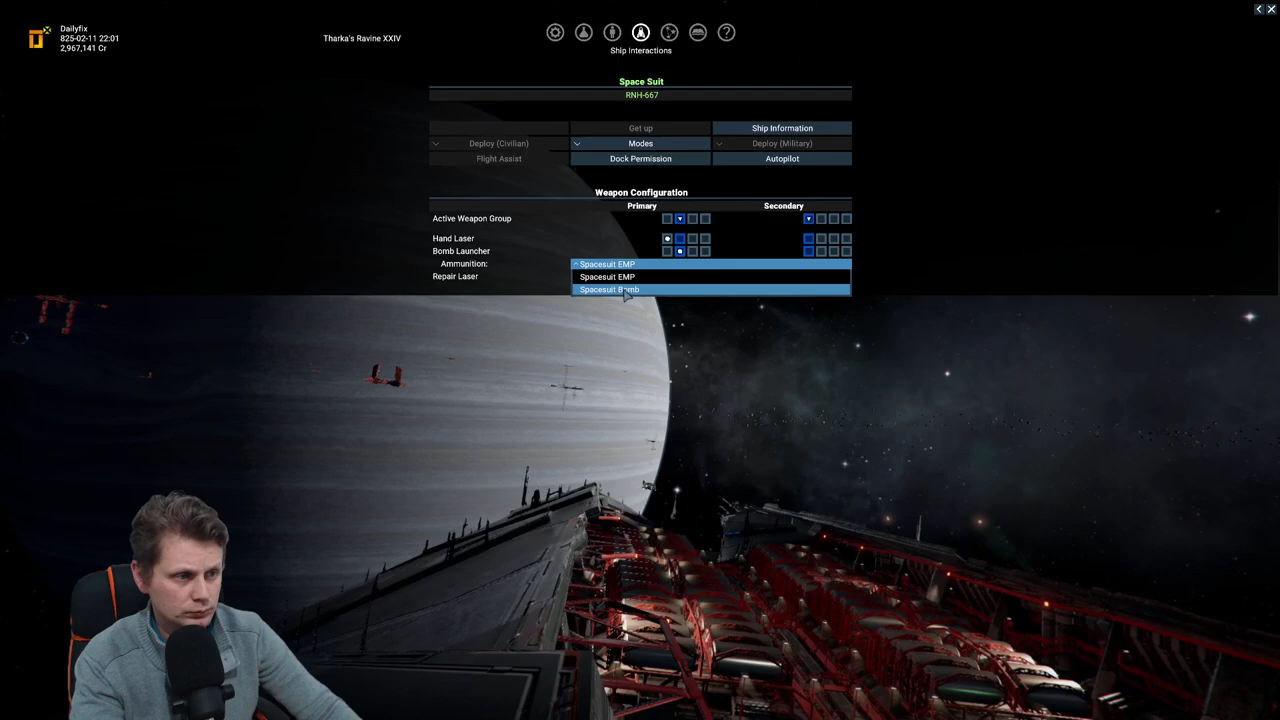 Dailyfix
825-02-11 22:01
2,967,141 Cr
Tharka's Ravine XXIV
?
Ship Interactions
Space Suit
RNH-667
Get up
Ship Information
Deploy (Civilian)
Modes
Deploy (Military)
Flight Assist
Dock Permission
Autopilot
Weapon Configuration
Primary
Secondary
Active Weapon Group
Hand Laser
Bomb Launcher
Ammunition:
Spacesuit EMP
Repair Laser
Spacesuit EMP
Spacesuit Bomb